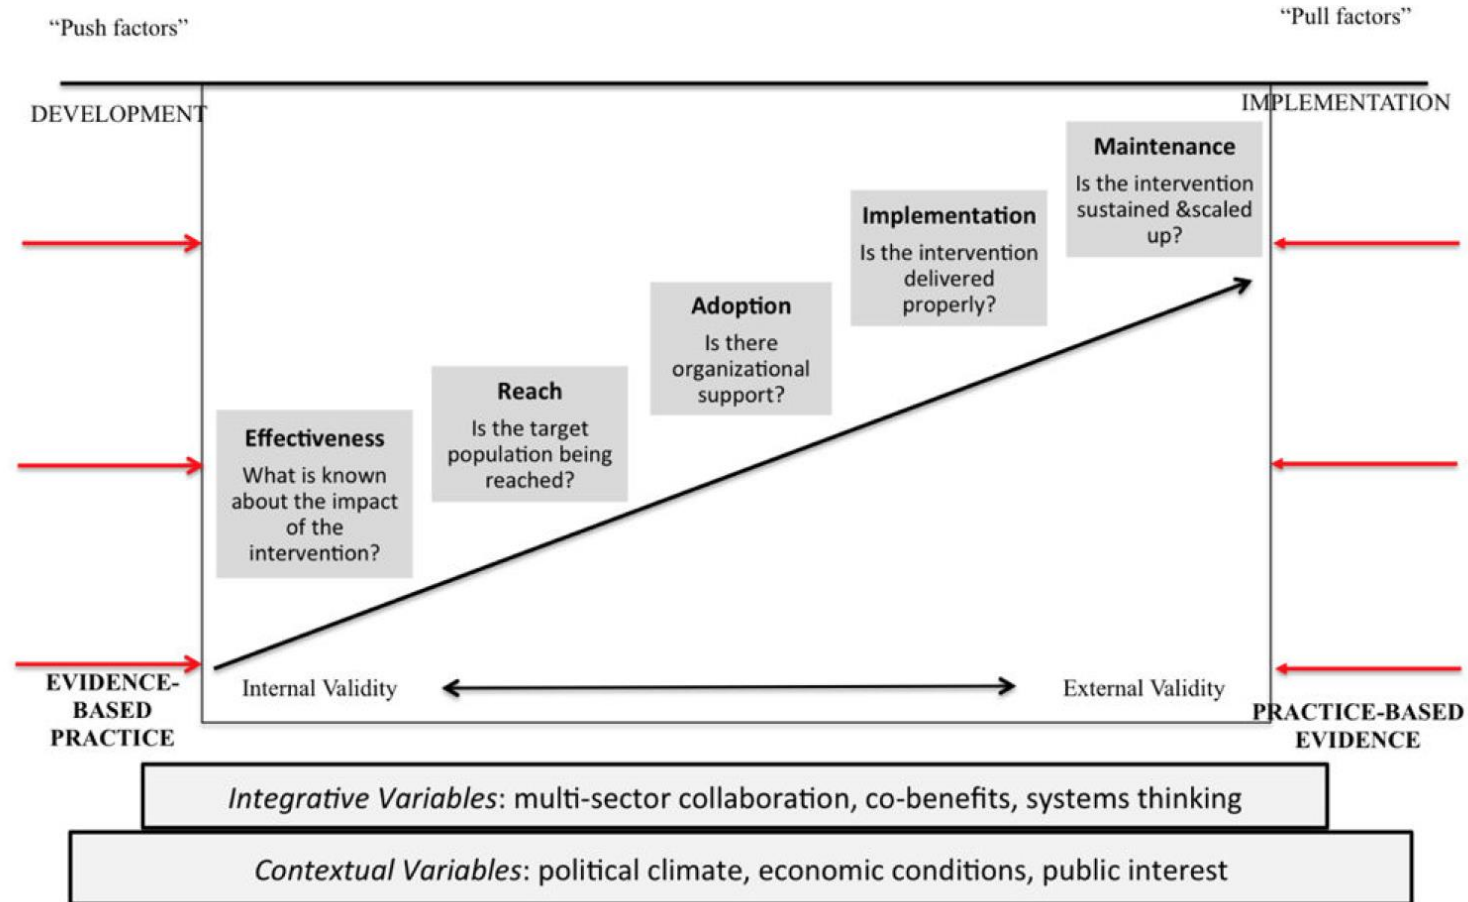 “Push factors”
“Pull factors”
DEVELOPMENT
IMPLEMENTATION
Maintenance
Is the intervention
sustained &scaled
up?
Implementation
Is the intervention
delivered
properly?
Adoption
Is there
organizational
support?
Reach
Is the target
population being
reached?
Effectiveness
What is known
about the impact
of the
intervention?
Internal Validity
External Validity
EVIDENCE-
BASED
PRACTICE
PRACTICE-BASED
EVIDENCE
Integrative Variables: multi-sector collaboration, co-benefits, systems thinking
Contextual Variables: political climate, economic conditions, public interest